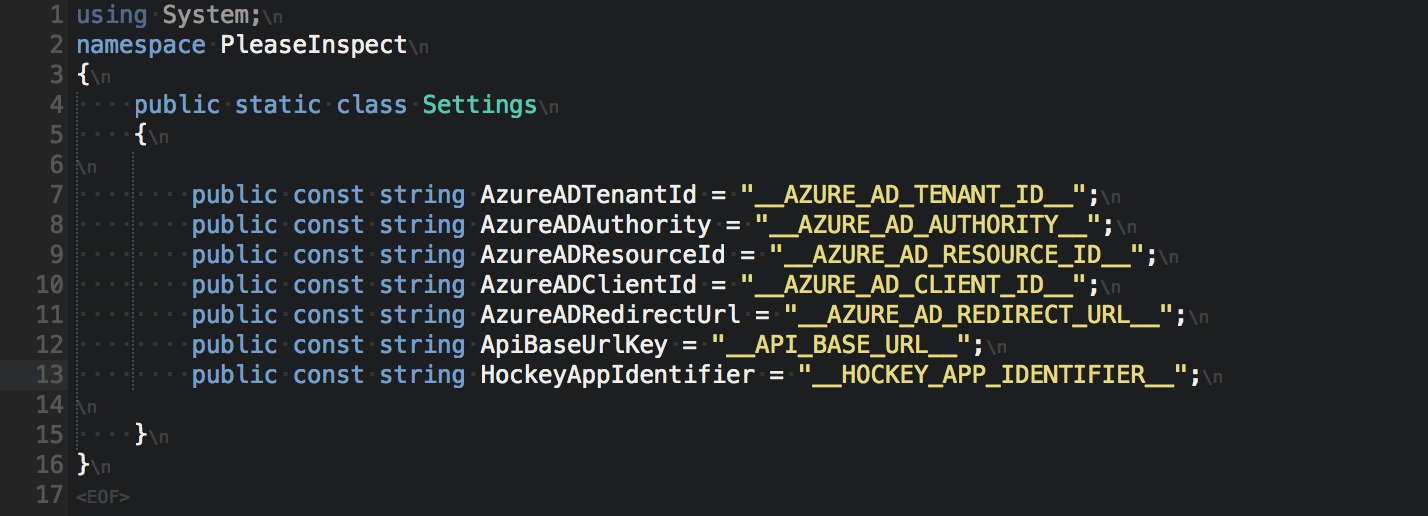 1 using System;\n
2 namespace PleaseInspect\n
3 {\n
4     public static class Settings\n
5     {\n
6 \n
7         public const string AzureADTenantId = "__AZURE_AD_TENANT_ID__";\n
8         public const string AzureADAuthority = "__AZURE_AD_AUTHORITY__";\n
9         public const string AzureADResourceId = "__AZURE_AD_RESOURCE_ID__";\n
10         public const string AzureADClientId = "__AZURE_AD_CLIENT_ID__";\n
11         public const string AzureADRedirectUrl = "__AZURE_AD_REDIRECT_URL__";\n
12         public const string ApiBaseUrlKey = "__API_BASE_URL__";\n
13         public const string HockeyAppIdentifier = "__HOCKEY_APP_IDENTIFIER__";\n
14 \n
15     }\n
16 }\n
17 <EOF>